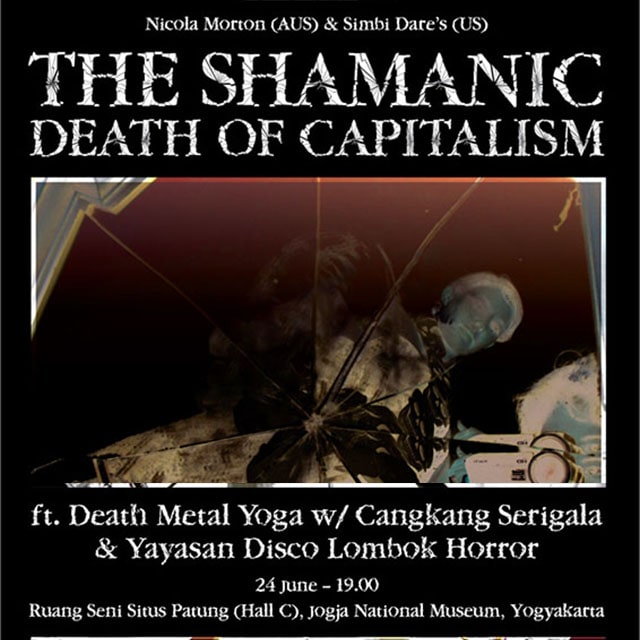 Nicola Morton (AUS) & Simbi Dare's (US)
THE SHAMANIC
DEATH OF CAPITALISM
ft. Death Metal Yoga w/ Cangkang Serigala
& Yayasan Disco Lombok Horror
24 June – 19.00
Ruang Seni Situs Patung (Hall C), Jogja National Museum, Yogyakarta